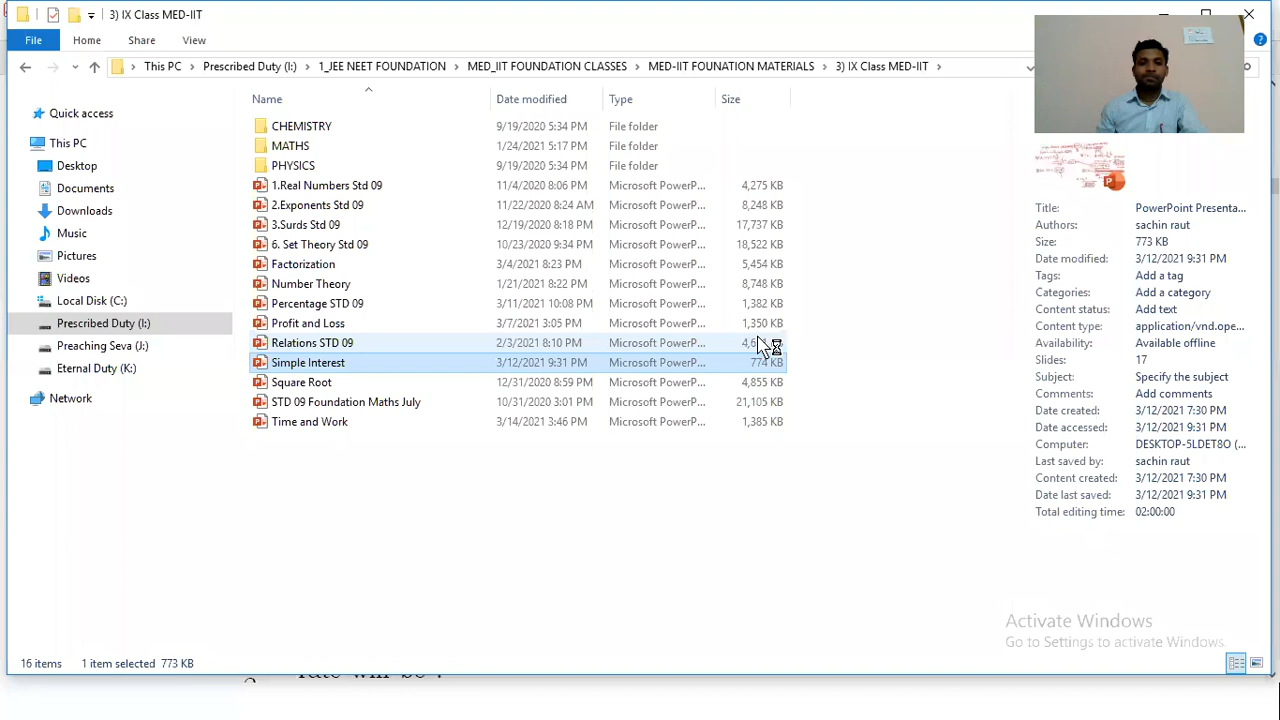 3) IX Class MED-IIT
File Home Share View
This PC Prescribed Duty (I:) 1_JEE NEET FOUNDATION MED_IIT FOUNDATION CLASSES MED-IIT FOUNATION MATERIALS 3) IX Class MED-IIT
Name Date modified Type Size
Quick access
This PC
Desktop
Documents
Downloads
Music
Pictures
Videos
Local Disk (C:)
Prescribed Duty (I:)
Preaching Seva (J:)
Eternal Duty (K:)
Network
CHEMISTRY 9/19/2020 5:34 PM File folder
MATHS 1/24/2021 5:17 PM File folder
PHYSICS 9/19/2020 5:34 PM File folder
1.Real Numbers Std 09 11/4/2020 8:06 PM Microsoft PowerP... 4,275 KB
2.Exponents Std 09 11/22/2020 8:24 AM Microsoft PowerP... 8,248 KB
3.Surds Std 09 12/19/2020 8:18 PM Microsoft PowerP... 17,737 KB
6. Set Theory Std 09 10/23/2020 9:34 PM Microsoft PowerP... 18,522 KB
Factorization 3/4/2021 8:23 PM Microsoft PowerP... 5,454 KB
Number Theory 1/21/2021 8:22 PM Microsoft PowerP... 8,748 KB
Percentage STD 09 3/11/2021 10:08 PM Microsoft PowerP... 1,382 KB
Profit and Loss 3/7/2021 3:05 PM Microsoft PowerP... 1,350 KB
Relations STD 09 2/3/2021 8:10 PM Microsoft PowerP...
Simple Interest 3/12/2021 9:31 PM Microsoft PowerP... 774 KB
Square Root 12/31/2020 8:59 PM Microsoft PowerP... 4,855 KB
STD 09 Foundation Maths July 10/31/2020 3:01 PM Microsoft PowerP... 21,105 KB
Time and Work 3/14/2021 3:46 PM Microsoft PowerP... 1,385 KB
Title: PowerPoint Presenta...
Authors: sachin raut
Size: 773 KB
Date modified: 3/12/2021 9:31 PM
Tags: Add a tag
Categories: Add a category
Content status: Add text
Content type: application/vnd.ope...
Availability: Available offline
Slides: 17
Subject: Specify the subject
Comments: Add comments
Date created: 3/12/2021 7:30 PM
Date accessed: 3/12/2021 9:31 PM
Computer: DESKTOP-5LDET8O (...
Last saved by: sachin raut
Content created: 3/12/2021 7:30 PM
Date last saved: 3/12/2021 9:31 PM
Total editing time: 02:00:00
Activate Windows
Go to Settings to activate Windows.
16 items 1 item selected 773 KB